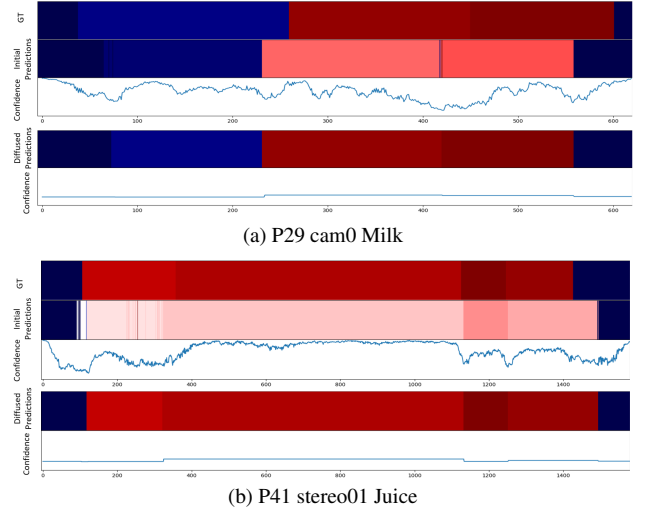 GT
Initial
Predictions
Confidence
0 100 200 300 400 500 600
Diffused
Predictions
Confidence
0 100 200 300 400 500 600
(a) P29 cam0 Milk
GT
Initial
Predictions
Confidence
0 200 400 600 800 1000 1200 1400
Diffused
Predictions
Confidence
0 200 400 600 800 1000 1200 1400
(b) P41 stereo01 Juice